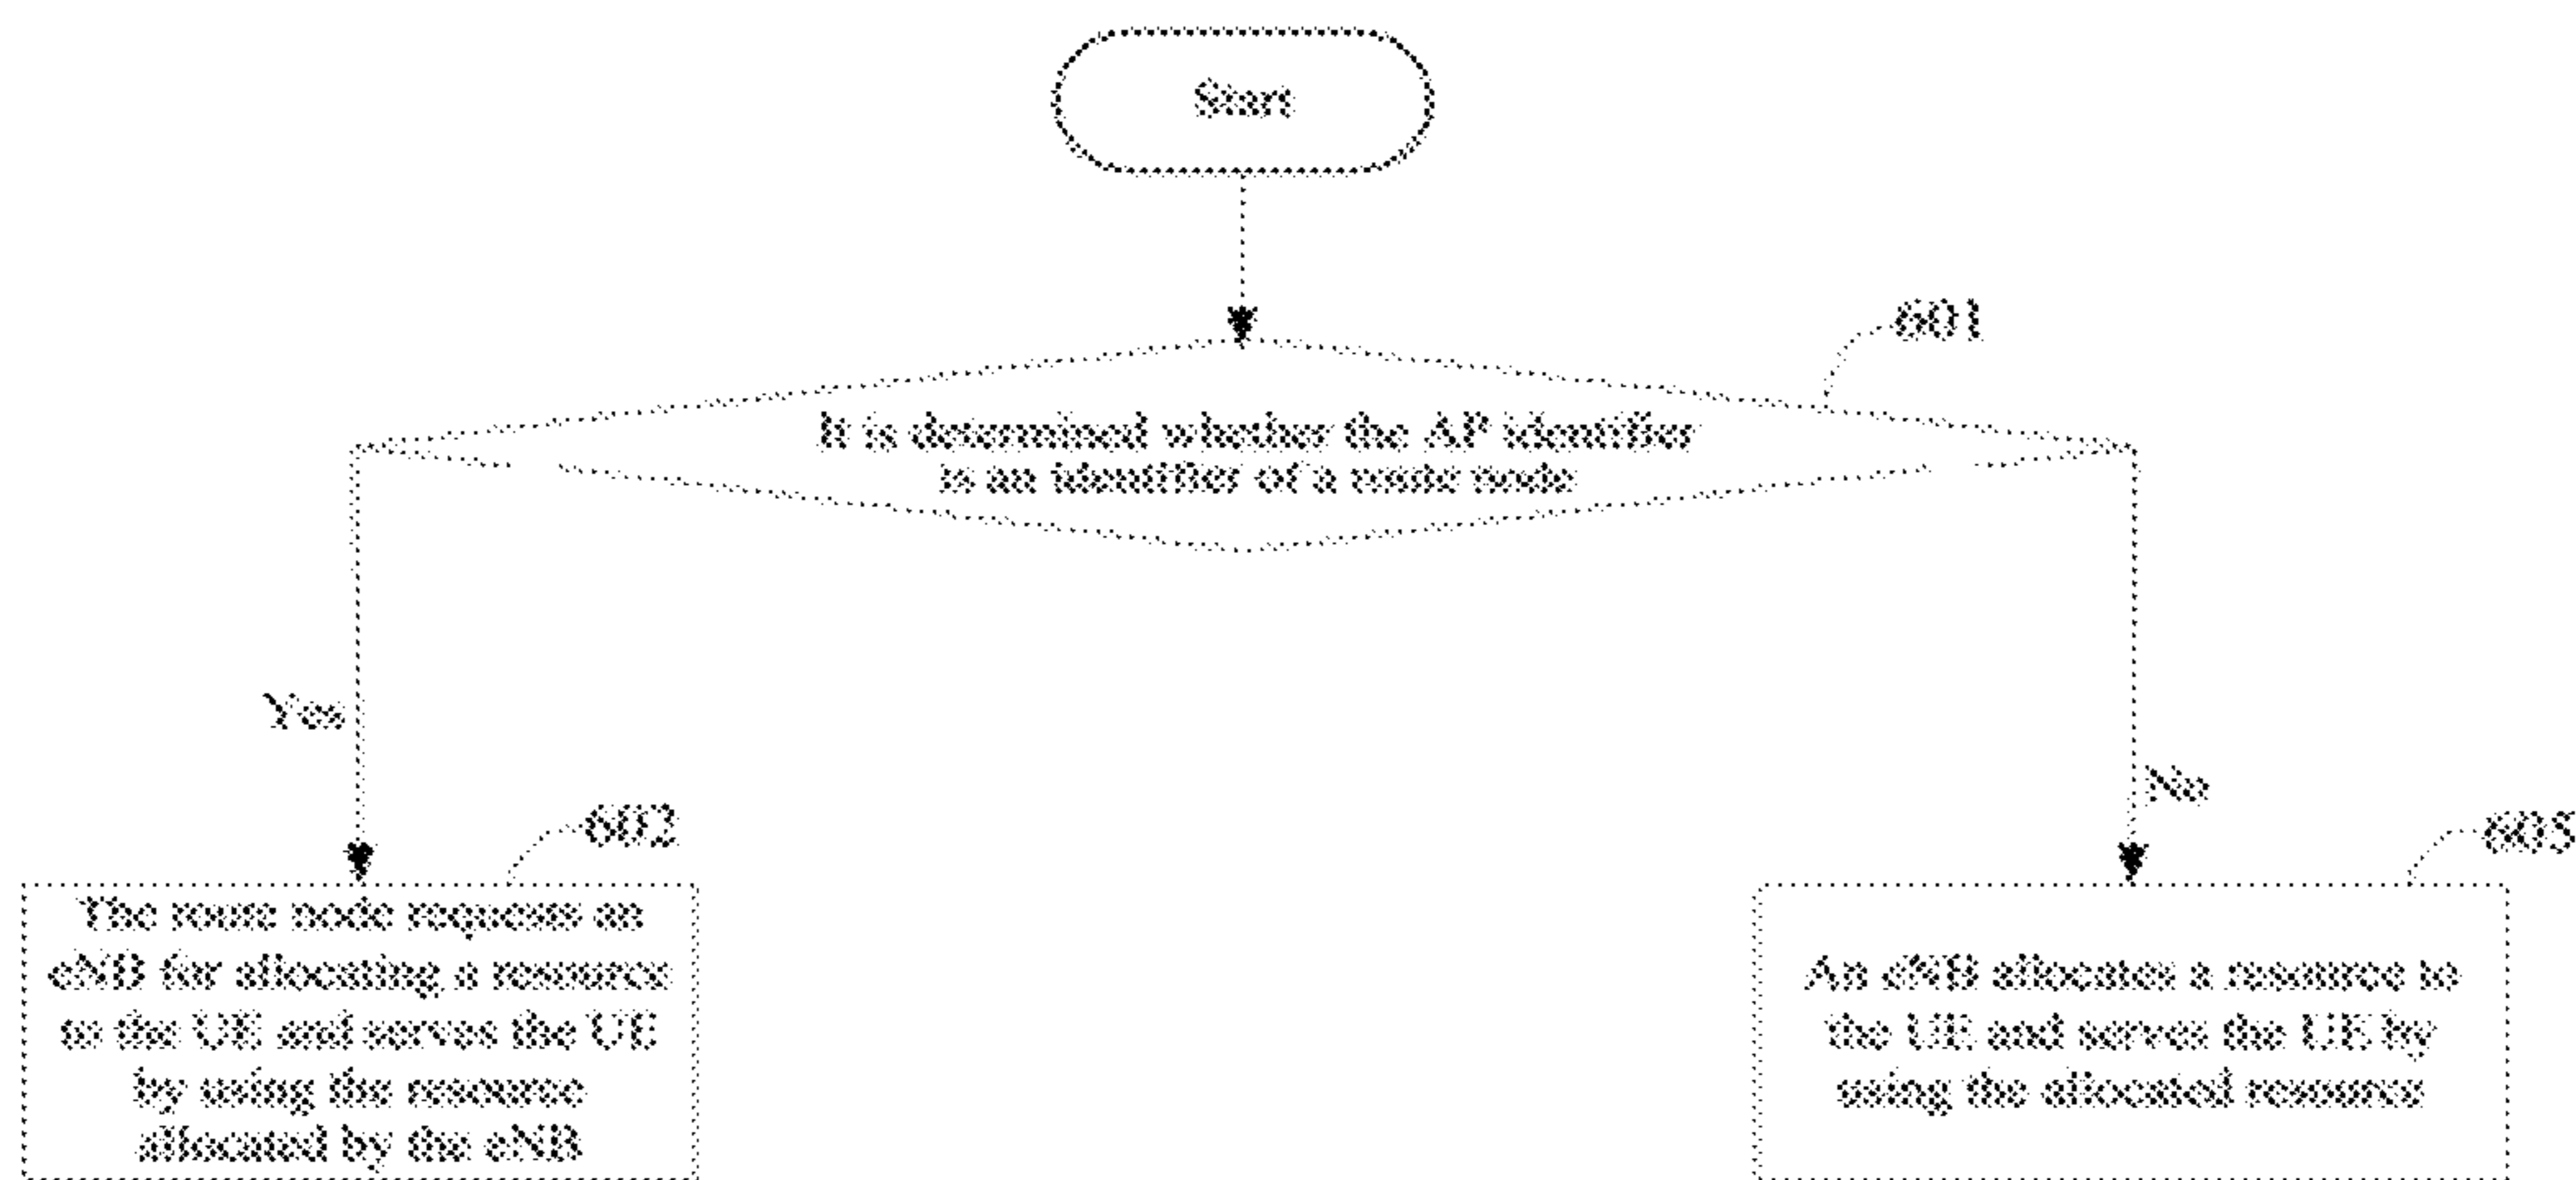 Start
601
It is determined whether the AP identifier
is an identifier of a route node
Yes
No
602
605
The route node requests an
eNB for allocating a resource
to the UE and serves the UE
by using the resource
allocated by the eNB
An eNB allocates a resource to
the UE and serves the UE by
using the allocated resource